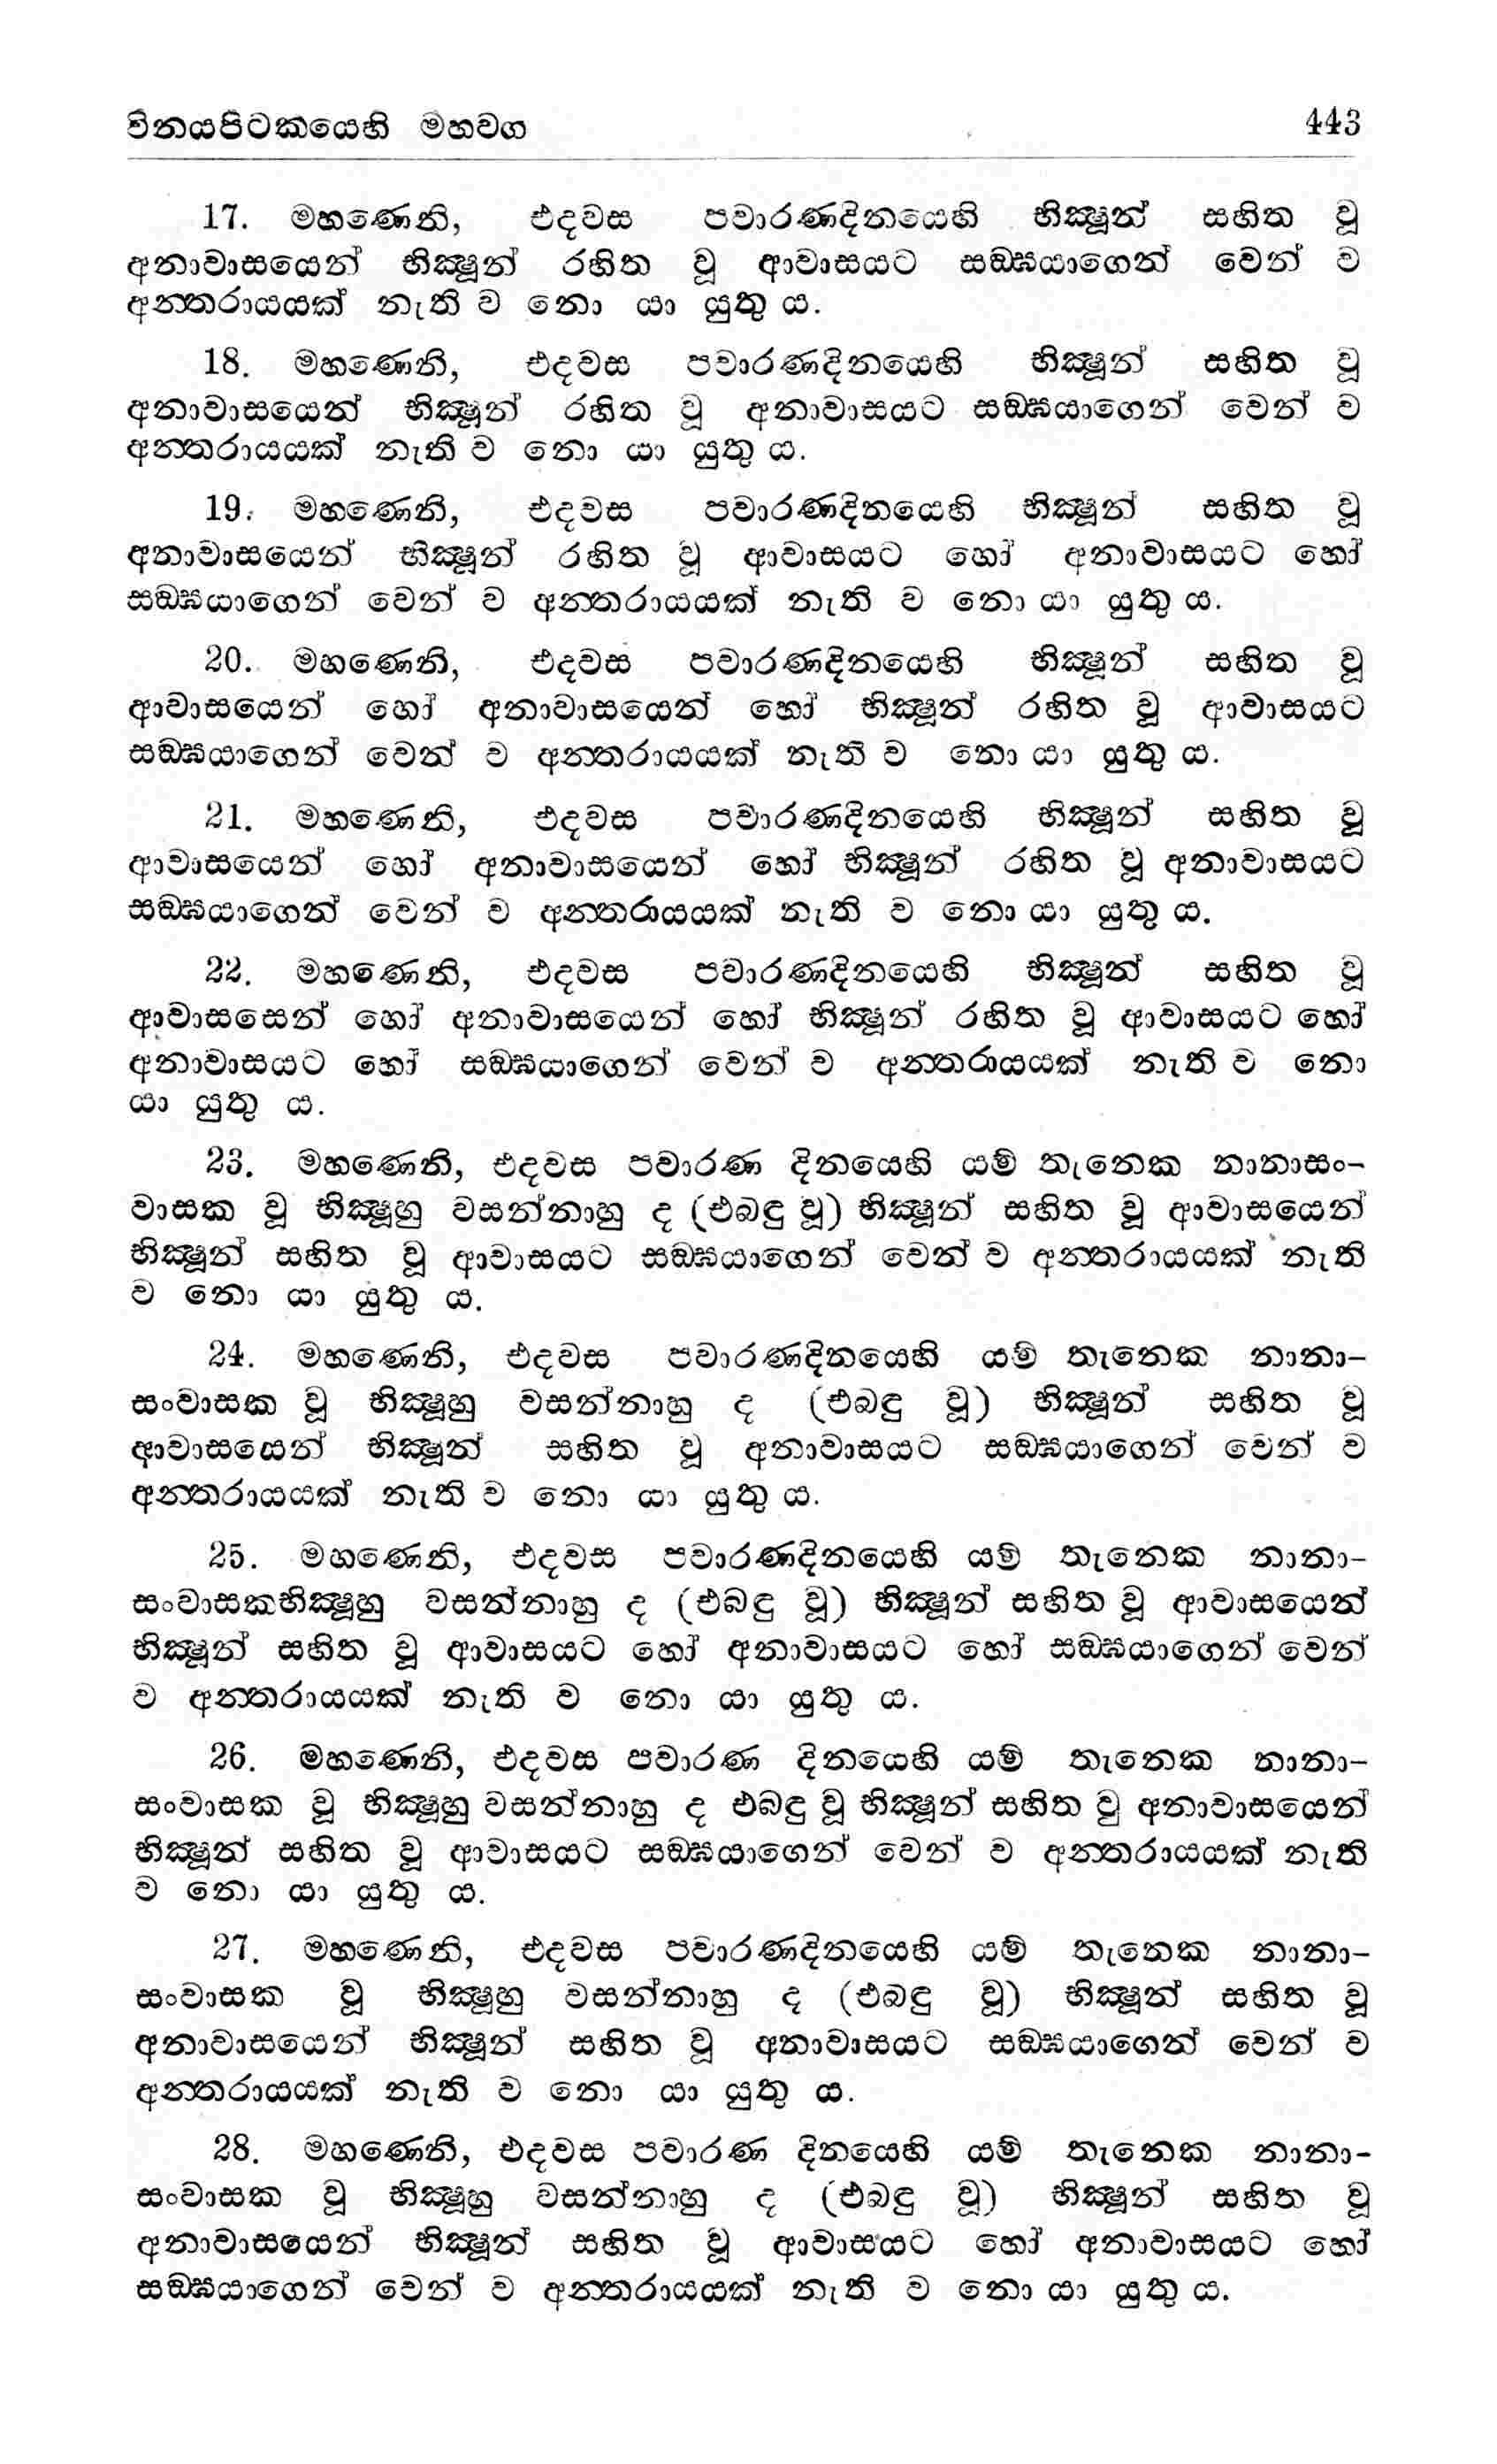 විනයපිටකයෙහි මහවග 443
17. මහණෙනි, එදවස පවාරණදිනයෙහි භික්‍ෂූන් සහිත වූ
අනාවාසයෙන් භික්‍ෂූන් රහිත වූ ආවාසයට සඞ්ඝයාගෙන් වෙන් ව
අන්‍තරායයක් නැති ව නො යා යුතු ය.
18. මහණෙනි, එදවස පවාරණදිනයෙහි භික්‍ෂූන් සහිත වූ
අනාවාසයෙන් භික්‍ෂූන් රහිත වූ අනාවාසයට සඞ්ඝයාගෙන් වෙන් ව
අන්‍තරායයක් නැති ව නො යා යුතු ය.
19. මහණෙනි, එදවස පවාරණදිනයෙහි භික්‍ෂූන් සහිත වූ
අනාවාසයෙන් භික්‍ෂූන් රහිත වූ ආවාසයට හෝ අනාවාසයට හෝ
සඞ්ඝයාගෙන් වෙන් ව අන්‍තරායයක් නැති ව නො යා යුතු ය.
20. මහණෙනි, එදවස පවාරණදිනයෙහි භික්‍ෂූන් සහිත වූ
ආවාසයෙන් හෝ අනාවාසයෙන් හෝ භික්‍ෂූන් රහිත වූ ආවාසයට
සඞ්ඝයාගෙන් වෙන් ව අන්‍තරායයක් නැති ව නො යා යුතු ය.
21. මහණෙනි, එදවස පවාරණදිනයෙහි භික්‍ෂූන් සහිත වූ
ආවාසයෙන් හෝ අනාවාසයෙන් හෝ භික්‍ෂූන් රහිත වූ අනාවාසයට
සඞ්ඝයාගෙන් වෙන් ව අන්‍තරායයක් නැති ව නො යා යුතු ය.
22. මහණෙනි, එදවස පවාරණදිනයෙහි භික්‍ෂූන් සහිත වූ
ආවාසසෙන් හෝ අනාවාසයෙන් හෝ භික්‍ෂූන් රහිත වූ ආවාසයට හෝ
අනාවාසයට හෝ සඞ්ඝයාගෙන් වෙන් ව අන්‍තරායයක් නැති ව නො
යා යුතු ය.
23. මහණෙනි, එදවස පවාරණ දිනයෙහි යම් තැනෙක නානාසං-
වාසක වූ භික්‍ෂූහු වසන්නාහු ද (එබඳු වූ) භික්‍ෂූන් සහිත වූ ආවාසයෙන්
භික්‍ෂූන් සහිත වූ ආවාසයට සඞ්ඝයාගෙන් වෙන් ව අන්‍තරායයක් නැති
ව නො යා යුතු ය.
24. මහණෙනි, එදවස පවාරණදිනයෙහි යම් තැනෙක නානා-
සංවාසක වූ භික්‍ෂූහු වසන්නාහු ද (එබඳු වූ) භික්‍ෂූන් සහිත වූ
ආවාසයෙන් භික්‍ෂූන් සහිත වූ අනාවාසයට සඞ්ඝයාගෙන් වෙන් ව
අන්‍තරායයක් නැති ව නො යා යුතු ය.
25. මහණෙනි, එදවස පවාරණදිනයෙහි යම් තැනෙක නානා-
සංවාසකභික්‍ෂූහු වසන්නාහු ද (එබඳු වූ) භික්‍ෂූන් සහිත වූ ආවාසයෙන්
භික්‍ෂූන් සහිත වූ ආවාසයට හෝ අනාවාසයට හෝ සඞ්ඝයාගෙන් වෙන්
ව අන්‍තරායයක් නැති ව නො යා යුතු ය.
26. මහණෙනි, එදවස පවාරණ දිනයෙහි යම් තැනෙක නානා-
සංවාසක වූ භික්‍ෂූහු වසන්නාහු ද එබඳු වූ භික්‍ෂූන් සහිත වු අනාවාසයෙන්
භික්‍ෂූන් සහිත වූ ආවාසයට සඞ්ඝයාගෙන් වෙන් ව අන්‍තරායයක් නැති
ව නො යා යුතු ය.
27. මහණෙනි, එදවස පවාරණදිනයෙහි යම් තැනෙක නානා-
සංවාසක වූ භික්‍ෂූහු වසන්නාහු ද (එබඳු වූ) භික්‍ෂූන් සහිත වූ
අනාවාසයෙන් භික්‍ෂූන් සහිත වූ අනාවාසයට සඞ්ඝයාගෙන් වෙන් ව
අන්‍තරායයක් නැති ව නො යා යුතු ය.
28. මහණෙනි, එදවස පවාරණ දිනයෙහි යම් තැනෙක නානා-
සංවාසක වූ භික්‍ෂූහු වසන්නාහු ද (එබඳු වූ) භික්‍ෂූන් සහිත වූ
අනාවාසයෙන් භික්‍ෂූන් සහිත වූ ආවාසයට හෝ අනාවාසයට හෝ
සඞ්ඝයාගෙන් වෙන් ව අන්‍තරායයක් නැති ව නො යා යුතු ය.